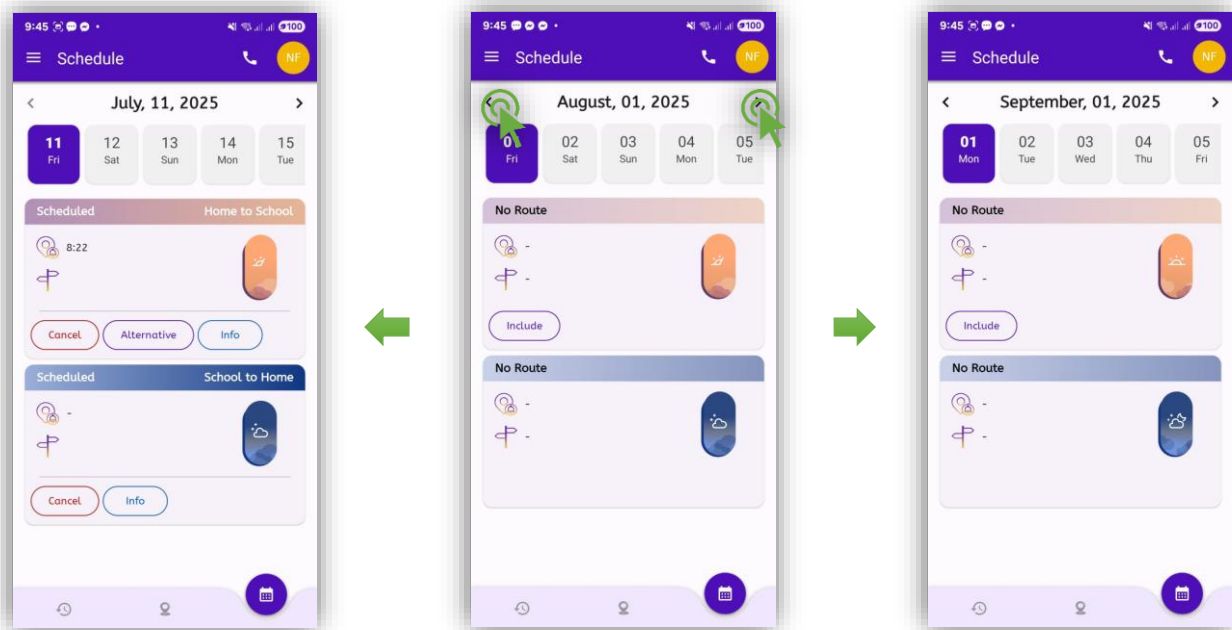 9:45
100
Schedule
NF
July, 11, 2025
11 12 13 14 15
Fri Sat Sun Mon Tue
Scheduled Home to School
8:22
Cancel Alternative Info
Scheduled School to Home
-
Cancel Info
9:45
100
Schedule
NF
August, 01, 2025
02 03 04 05
Fri Sat Sun Mon Tue
No Route
-
-
Include
No Route
-
-
9:45
100
Schedule
NF
September, 01, 2025
01 02 03 04 05
Mon Tue Wed Thu Fri
No Route
-
-
Include
No Route
-
-